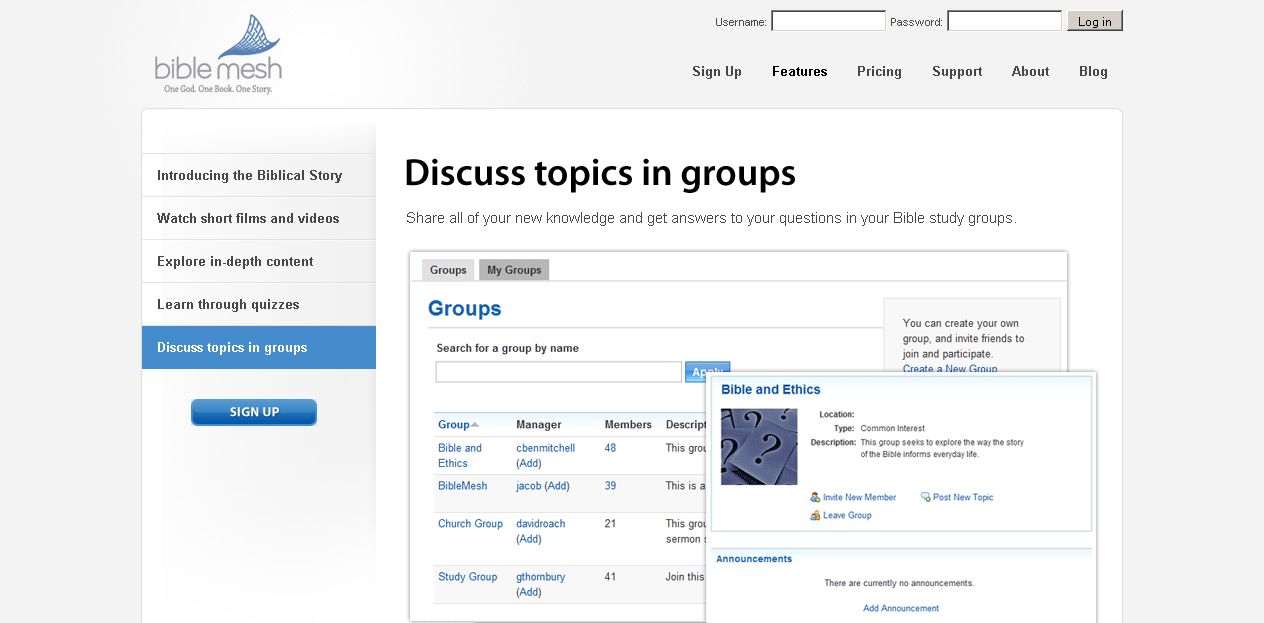 Username: Password: Log in
bible mesh
One God. One Book. One Story.
Sign Up Features Pricing Support About Blog
Introducing the Biblical Story
Watch short films and videos
Explore in-depth content
Learn through quizzes
Discuss topics in groups
SIGN UP
Discuss topics in groups
Share all of your new knowledge and get answers to your questions in your Bible study groups.
Groups My Groups
Groups
You can create your own
group, and invite friends to
join and participate.
Create a New Group
Search for a group by name
Apply
Group Manager Members Descript
Bible and Ethics cbenmitchell (Add) 48 This grou
BibleMesh jacob (Add) 39 This is a
Church Group davidroach (Add) 21 This grou sermon s
Study Group gthornbury (Add) 41 Join this
Bible and Ethics
Location:
Type: Common Interest
Description: This group seeks to explore the way the story
of the Bible informs everyday life.
Invite New Member Post New Topic
Leave Group
Announcements
There are currently no announcements.
Add Announcement